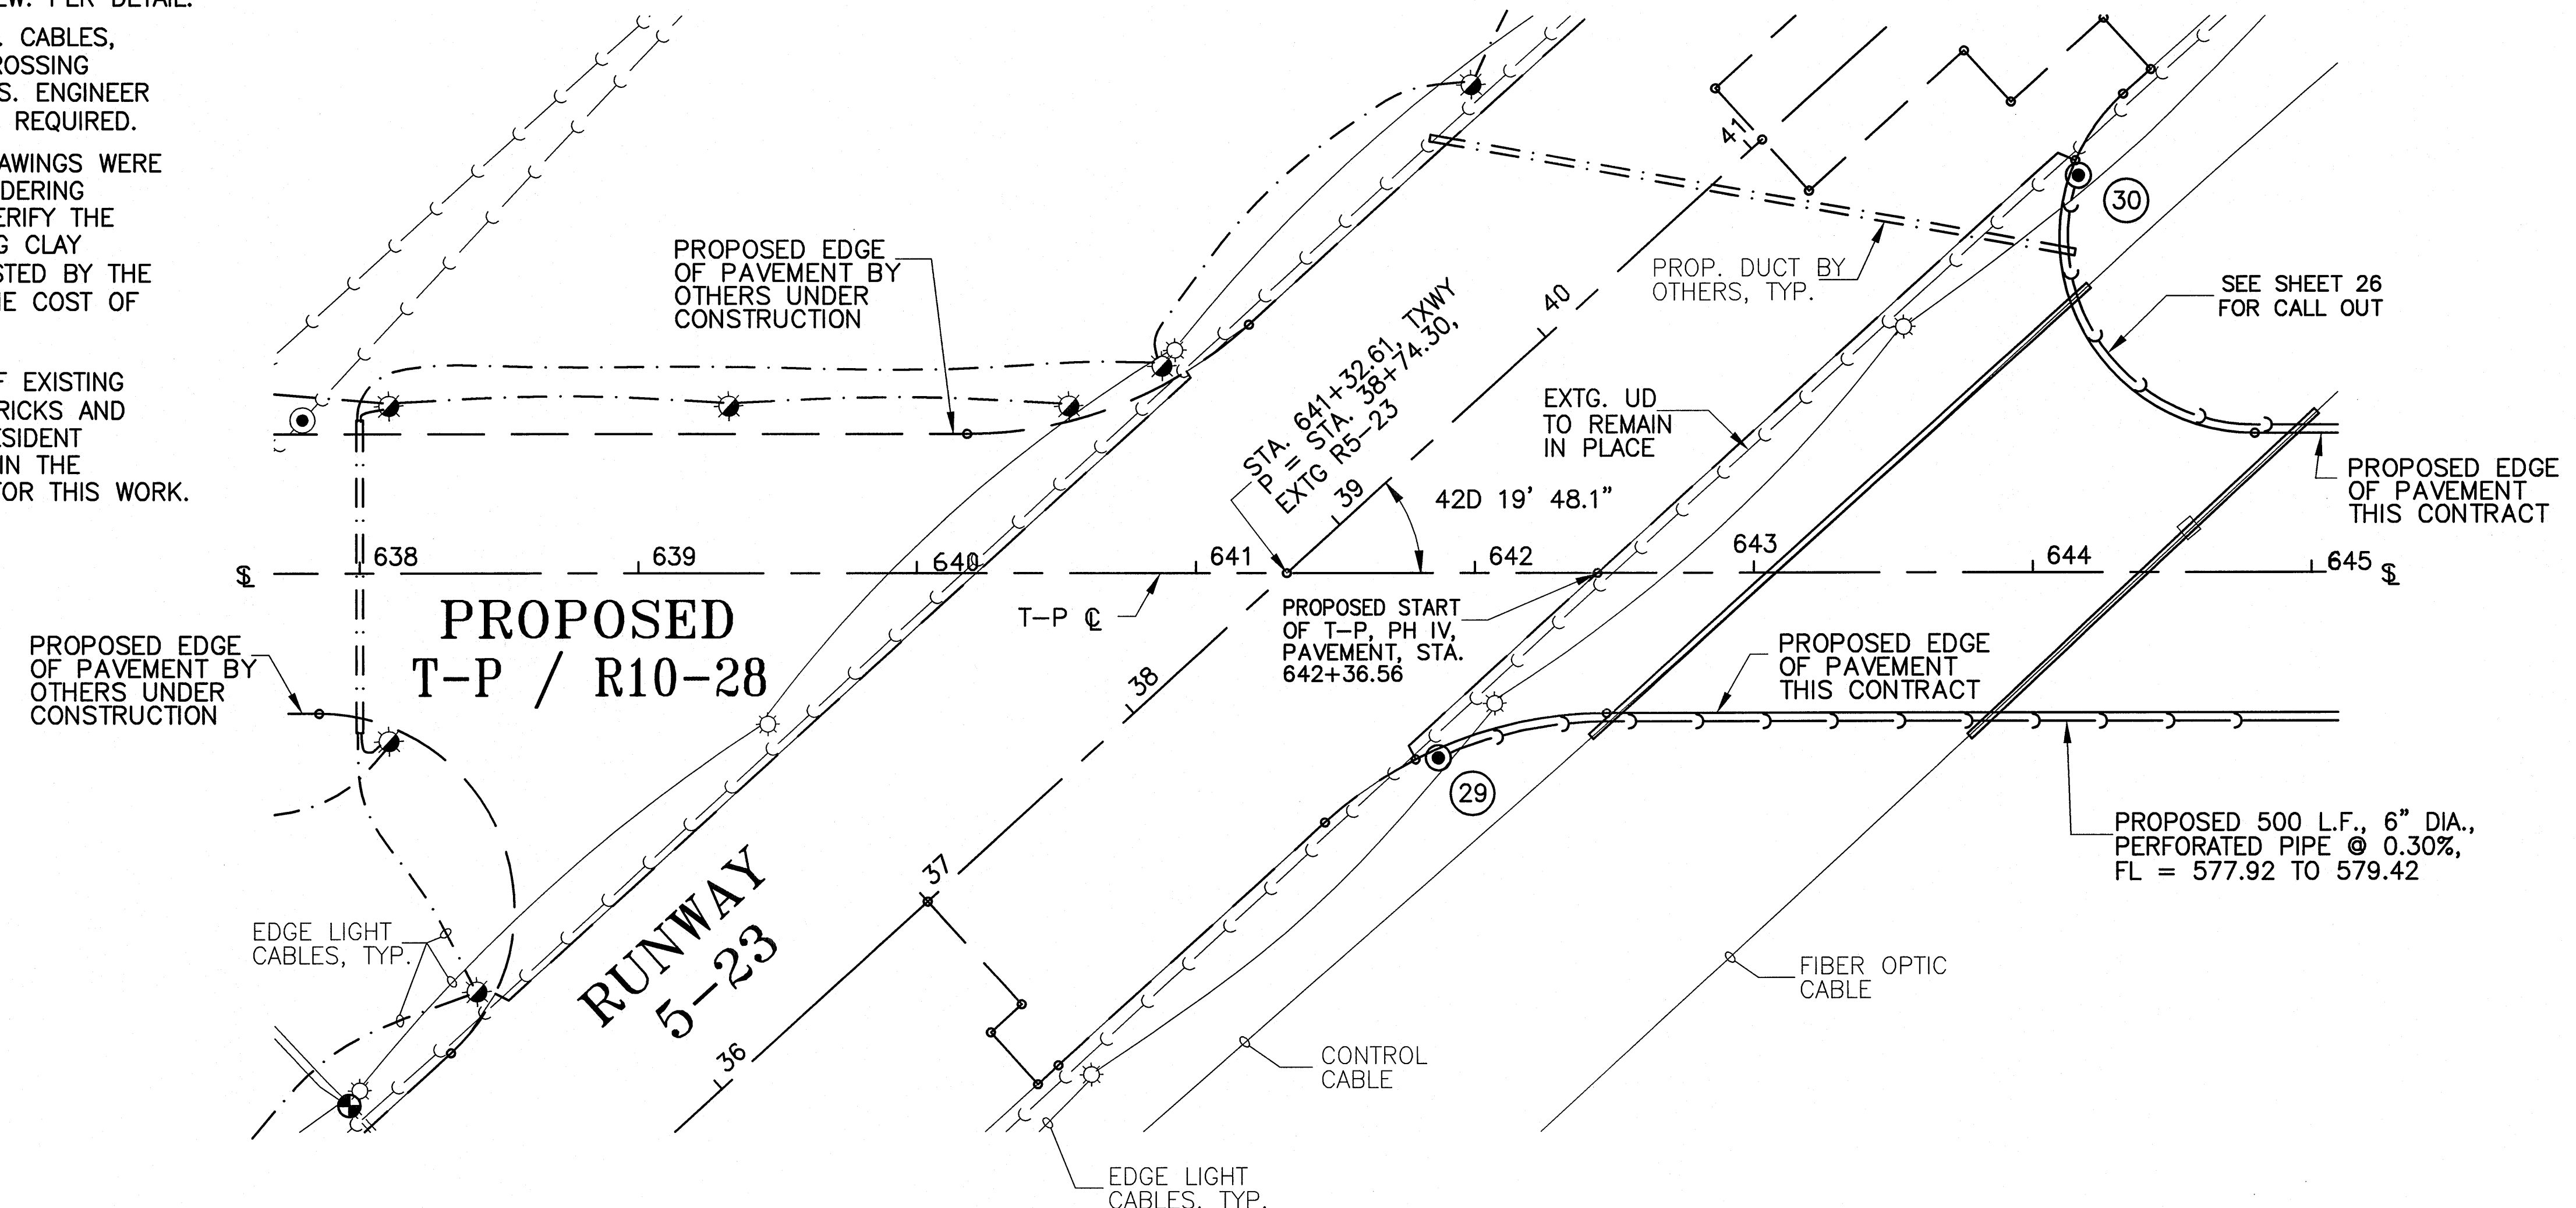 EW. PER DETAIL.
. CABLES,
ROSSING
S. ENGINEER
REQUIRED.
AWINGS WERE
DERING
ERIFY THE
G CLAY
STED BY THE
HE COST OF
F EXISTING
RICKS AND
ESIDENT
IN THE
FOR THIS WORK.
PROPOSED EDGE
OF PAVEMENT BY
OTHERS UNDER
CONSTRUCTION
41
30
PROP. DUCT BY
OTHERS, TYP.
SEE SHEET 26
FOR CALL OUT
40
STA. 641+32.61, TXWY
P = STA. 38+74.30,
EXTG R5-23
39
42D 19' 48.1"
EXTG. UD
TO REMAIN
IN PLACE
PROPOSED EDGE
OF PAVEMENT
THIS CONTRACT
638
639
640
641
642
643
644
645
PROPOSED
T-P / R10-28
T-P ℄
PROPOSED START
OF T-P, PH IV,
PAVEMENT, STA.
642+36.56
PROPOSED EDGE
OF PAVEMENT
THIS CONTRACT
PROPOSED EDGE
OF PAVEMENT BY
OTHERS UNDER
CONSTRUCTION
38
29
PROPOSED 500 L.F., 6" DIA.,
PERFORATED PIPE @ 0.30%,
FL = 577.92 TO 579.42
37
EDGE LIGHT
CABLES, TYP.
RUNWAY
5-23
FIBER OPTIC
CABLE
36
CONTROL
CABLE
EDGE LIGHT
CABLES, TYP.